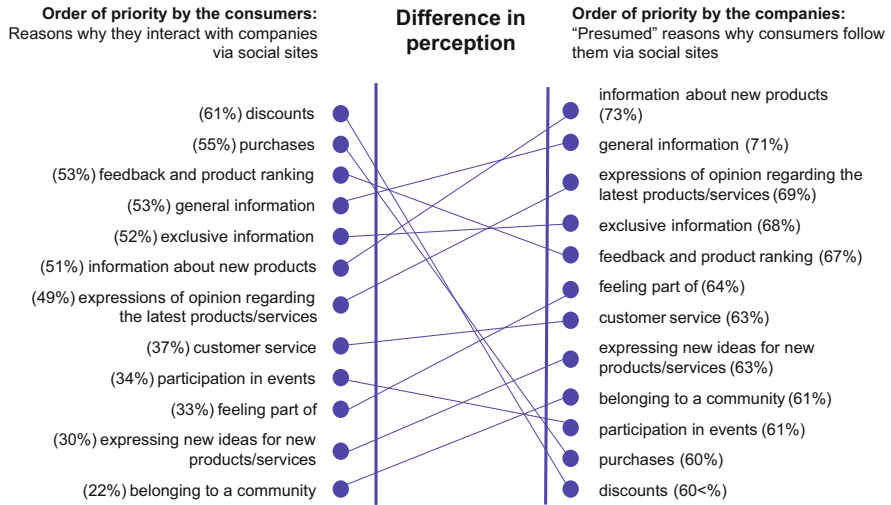 Order of priority by the consumers:
Reasons why they interact with companies
via social sites
Difference in
perception
Order of priority by the companies:
“Presumed” reasons why consumers follow
them via social sites
(61%) discounts
(55%) purchases
(53%) feedback and product ranking
(53%) general information
(52%) exclusive information
(51%) information about new products
(49%) expressions of opinion regarding
the latest products/services
(37%) customer service
(34%) participation in events
(33%) feeling part of
(30%) expressing new ideas for new
products/services
(22%) belonging to a community
information about new products
(73%)
general information (71%)
expressions of opinion regarding the
latest products/services (69%)
exclusive information (68%)
feedback and product ranking (67%)
feeling part of (64%)
customer service (63%)
expressing new ideas for new
products/services (63%)
belonging to a community (61%)
participation in events (61%)
purchases (60%)
discounts (60<%)